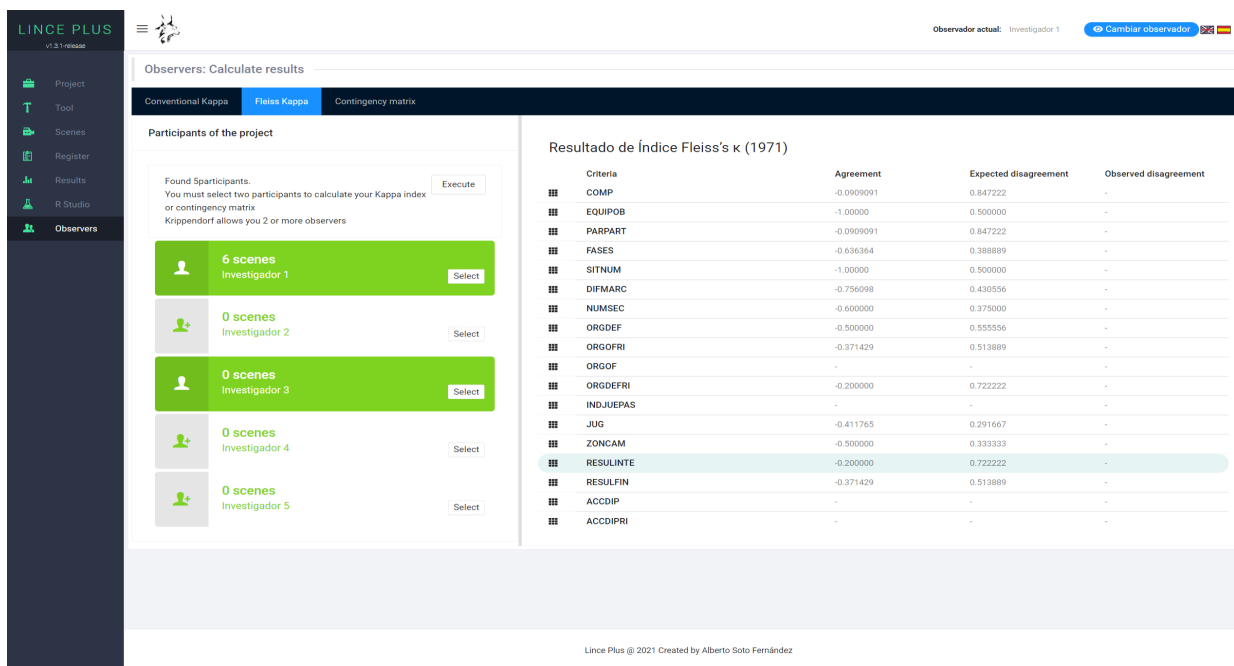 LINCE PLUS
v1.3.1-release
Observador actual: Investigador 1
Cambiar observador
Project
Tool
Scenes
Register
Results
R Studio
Observers
Observers: Calculate results
Conventional Kappa Fleiss Kappa Contingency matrix
Participants of the project
Found 5participants.
You must select two participants to calculate your Kappa index
or contingency matrix
Krippendorf allows you 2 or more observers
Execute
6 scenes
Investigador 1
Select
0 scenes
Investigador 2
Select
0 scenes
Investigador 3
Select
0 scenes
Investigador 4
Select
0 scenes
Investigador 5
Select
Resultado de Índice Fleiss's κ (1971)
Criteria Agreement Expected disagreement Observed disagreement
COMP -0.0909091 0.847222 -
EQUIPOB -1.00000 0.500000 -
PARPART -0.0909091 0.847222 -
FASES -0.636364 0.388889 -
SITNUM -1.00000 0.500000 -
DIFMARC -0.756098 0.430556 -
NUMSEC -0.600000 0.375000 -
ORGDEF -0.500000 0.555556 -
ORGOFRI -0.371429 0.513889 -
ORGOF - - -
ORGDEFRI -0.200000 0.722222 -
INDJUEPAS - - -
JUG -0.411765 0.291667 -
ZONCAM -0.500000 0.333333 -
RESULINTE -0.200000 0.722222 -
RESULFIN -0.371429 0.513889 -
ACCDIP - - -
ACCDIPRI - - -
Lince Plus @ 2021 Created by Alberto Soto Fernández